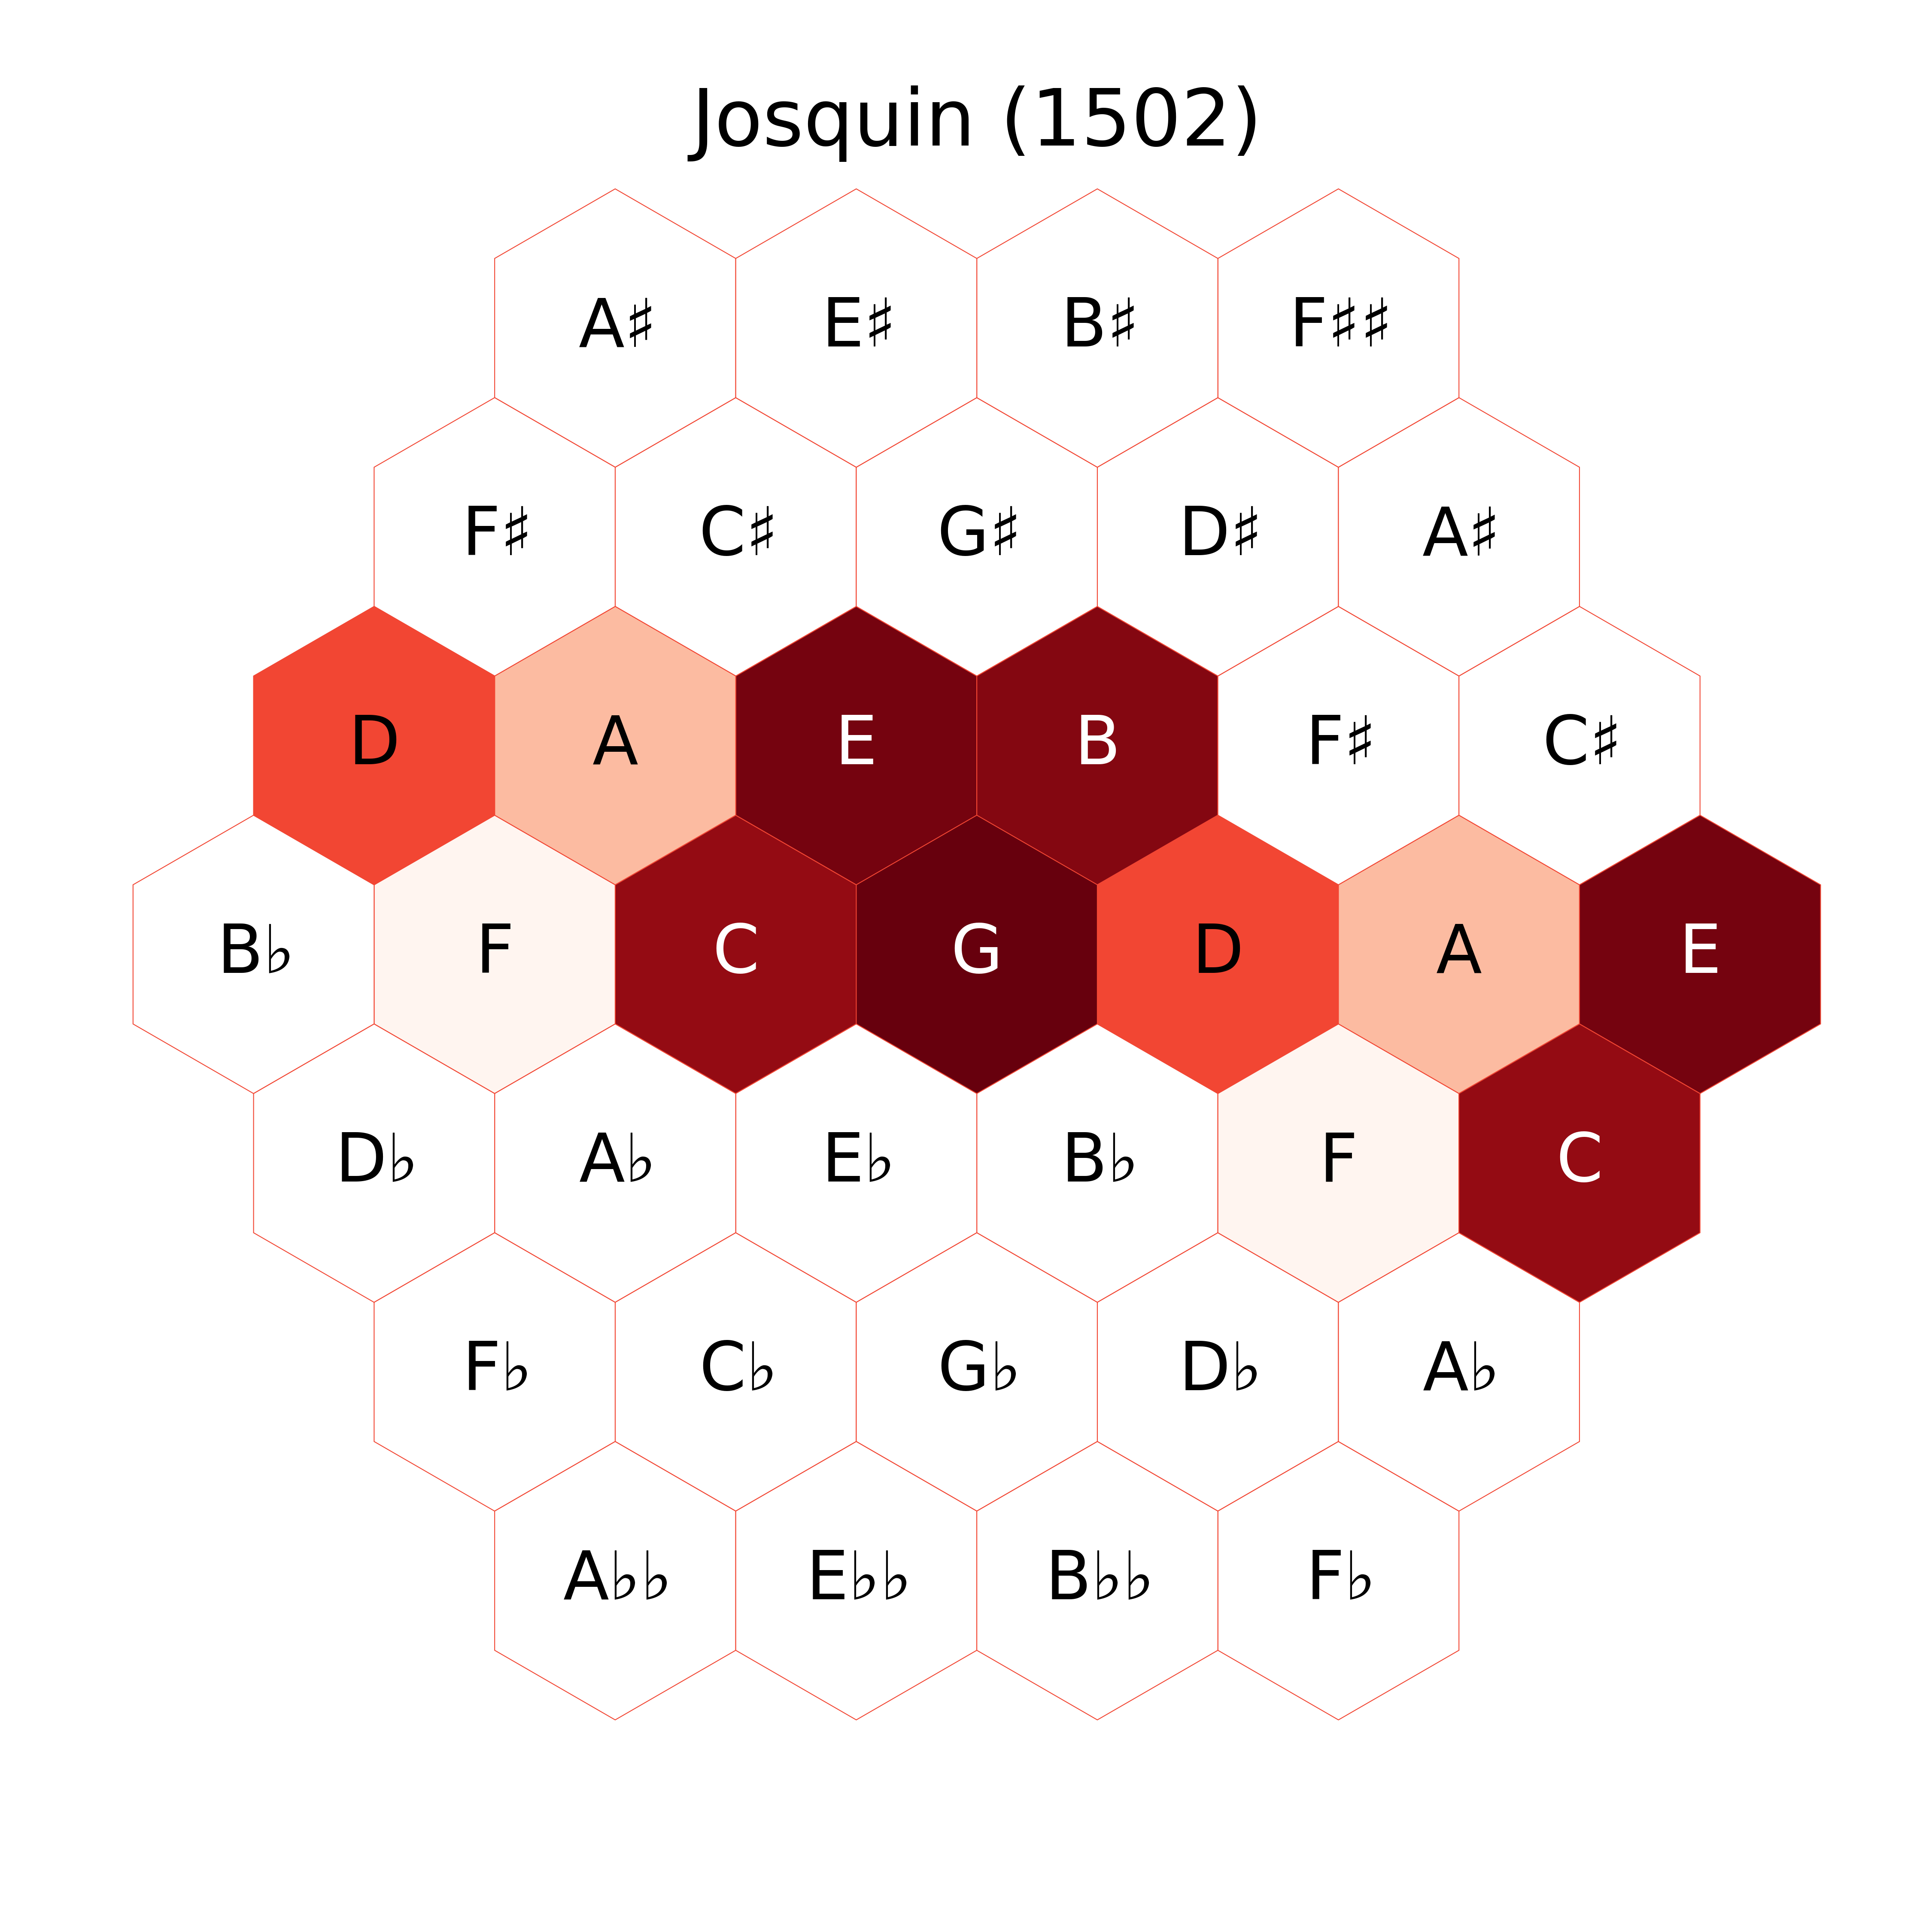 Josquin (1502)
A♯ E♯ B♯ F♯♯
F♯ C♯ G♯ D♯ A♯
D A E B F♯ C♯
B♭ F C G D A E
D♭ A♭ E♭ B♭ F C
F♭ C♭ G♭ D♭ A♭
A♭♭ E♭♭ B♭♭ F♭